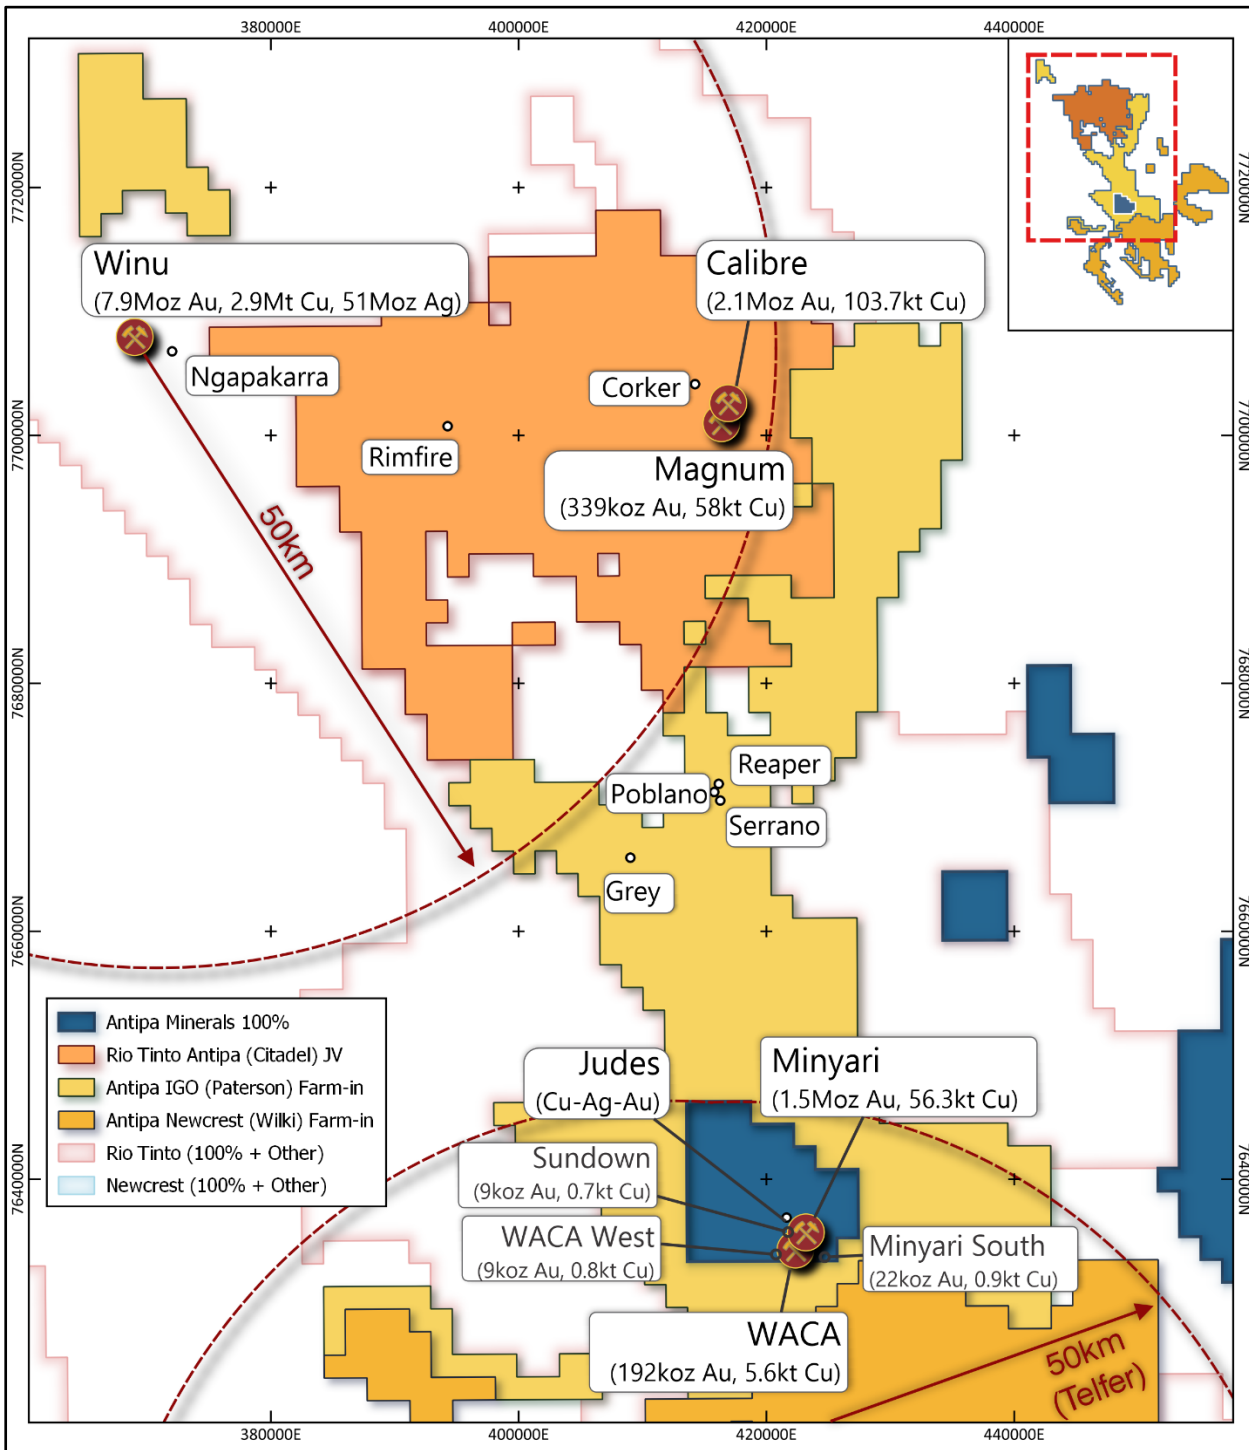 380000E 400000E 420000E 440000E
7720000N 7720000N
Winu
(7.9Moz Au, 2.9Mt Cu, 51Moz Ag)
Calibre
(2.1Moz Au, 103.7kt Cu)
Ngapakarra
Corker
7700000N 7700000N
Rimfire
Magnum
(339koz Au, 58kt Cu)
50km
7680000N 7680000N
Reaper
Poblano
Serrano
Grey
7660000N 7660000N
Antipa Minerals 100%
Rio Tinto Antipa (Citadel) JV
Antipa IGO (Paterson) Farm-in
Antipa Newcrest (Wilki) Farm-in
Rio Tinto (100% + Other)
Newcrest (100% + Other)
Judes
(Cu-Ag-Au)
Minyari
(1.5Moz Au, 56.3kt Cu)
Sundown
(9koz Au, 0.7kt Cu)
7640000N 7640000N
WACA West
(9koz Au, 0.8kt Cu)
Minyari South
(22koz Au, 0.9kt Cu)
WACA
(192koz Au, 5.6kt Cu)
50km
(Telfer)
380000E 400000E 420000E 440000E